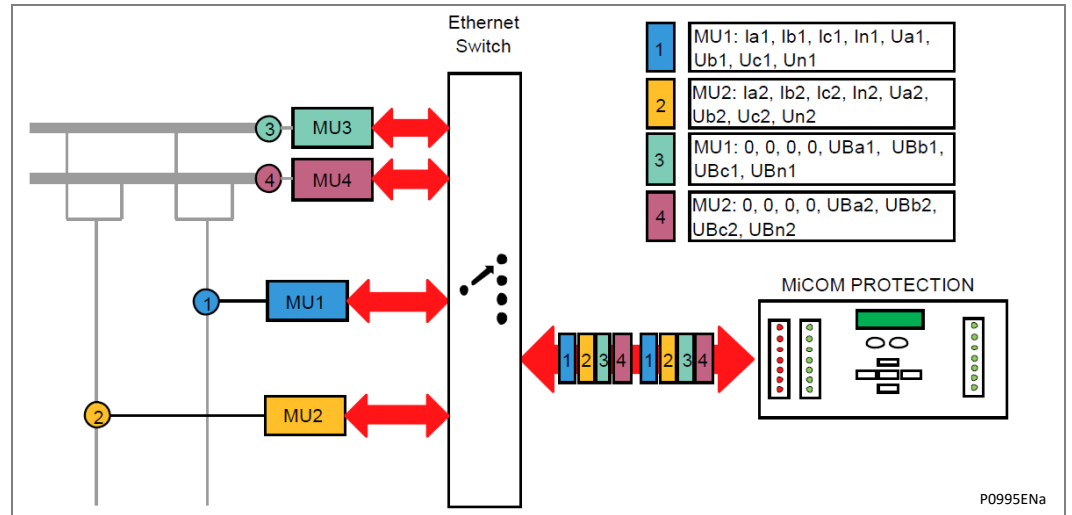 Ethernet
Switch
1
MU1: Ia1, Ib1, Ic1, In1, Ua1,
Ub1, Uc1, Un1
2
MU2: Ia2, Ib2, Ic2, In2, Ua2,
Ub2, Uc2, Un2
3
MU1: 0, 0, 0, 0, UBa1, UBb1,
UBc1, UBn1
4
MU2: 0, 0, 0, 0, UBa2, UBb2,
UBc2, UBn2
3
MU3
4
MU4
1
MU1
2
MU2
1 2 3 4 1 2 3 4
MiCOM PROTECTION
P0995ENa